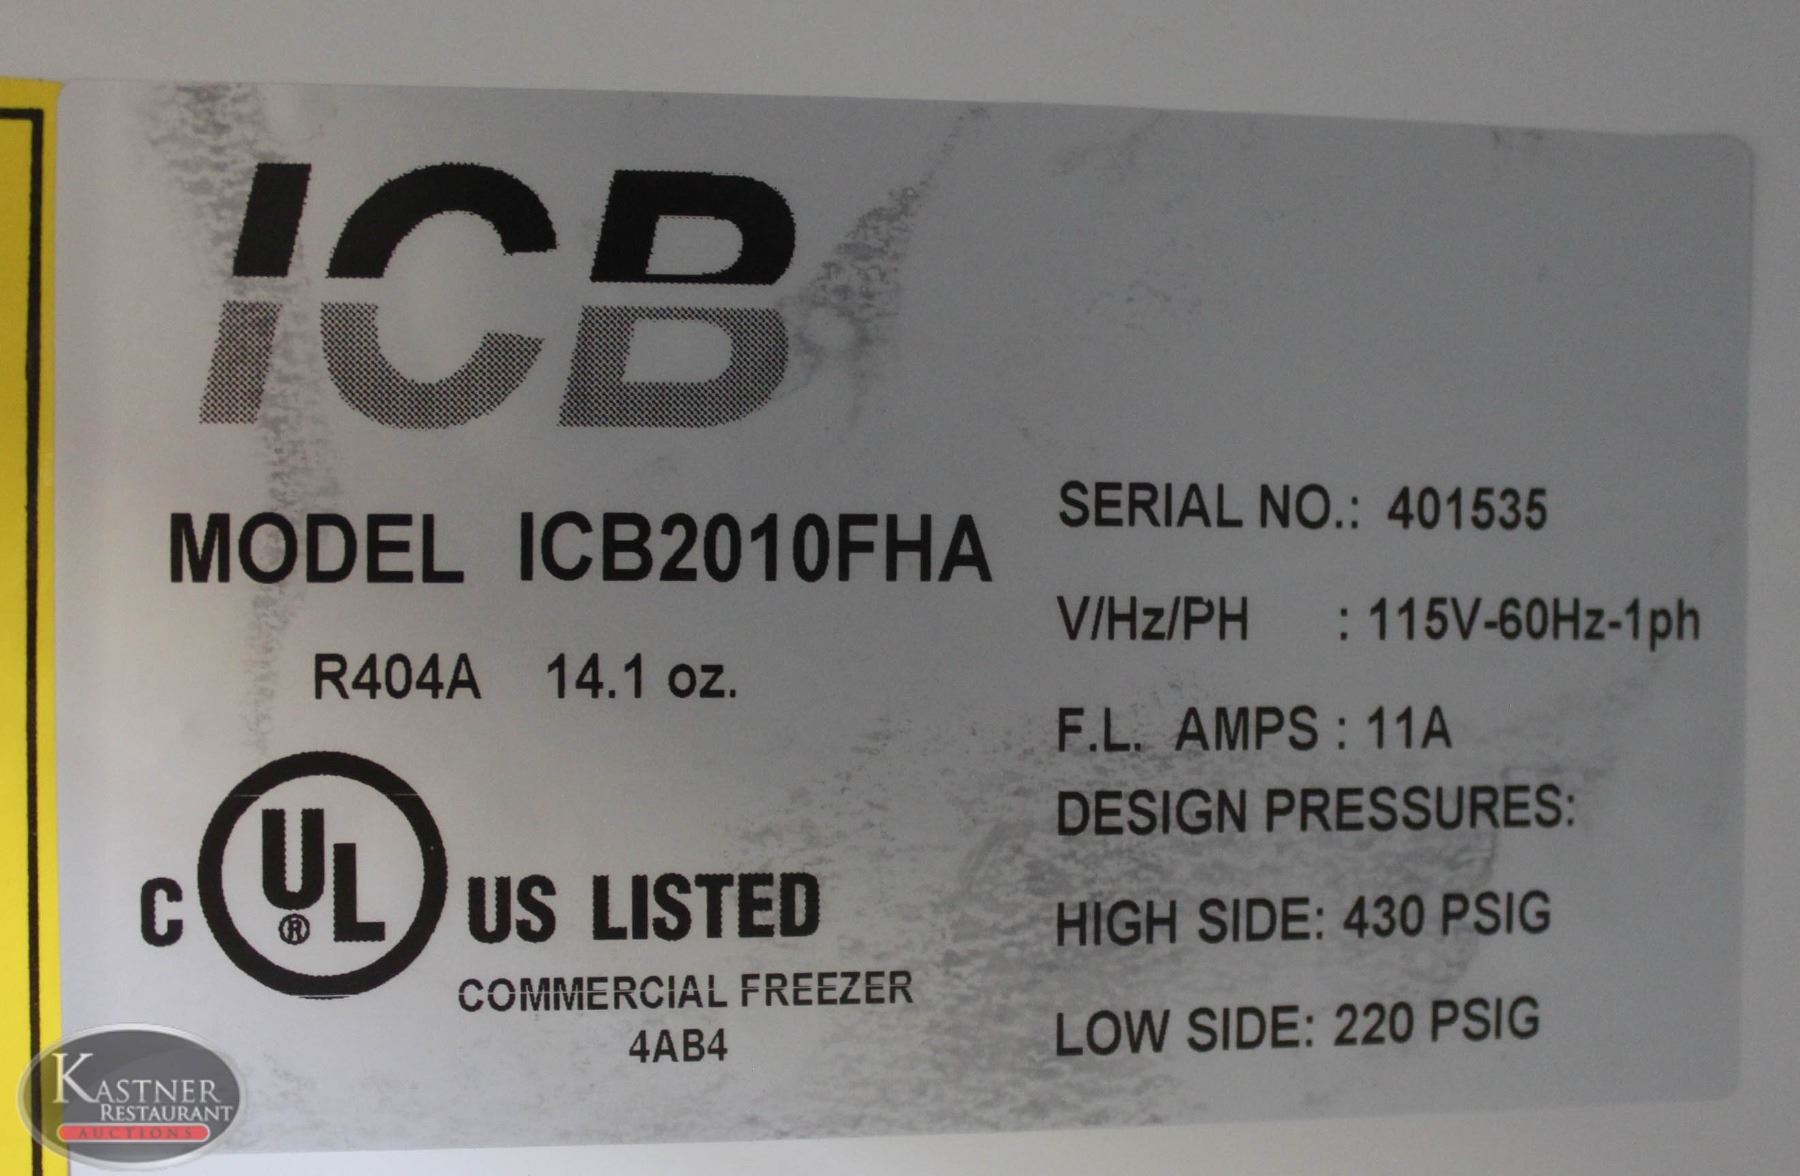 ICB
MODEL ICB2010FHA
R404A 14.1 oz.
C UL ® US LISTED
COMMERCIAL FREEZER
4AB4
SERIAL NO.: 401535
V/Hz/PH : 115V-60Hz-1ph
F.L. AMPS : 11A
DESIGN PRESSURES:
HIGH SIDE: 430 PSIG
LOW SIDE: 220 PSIG
KASTNER
RESTAURANT
AUCTIONS